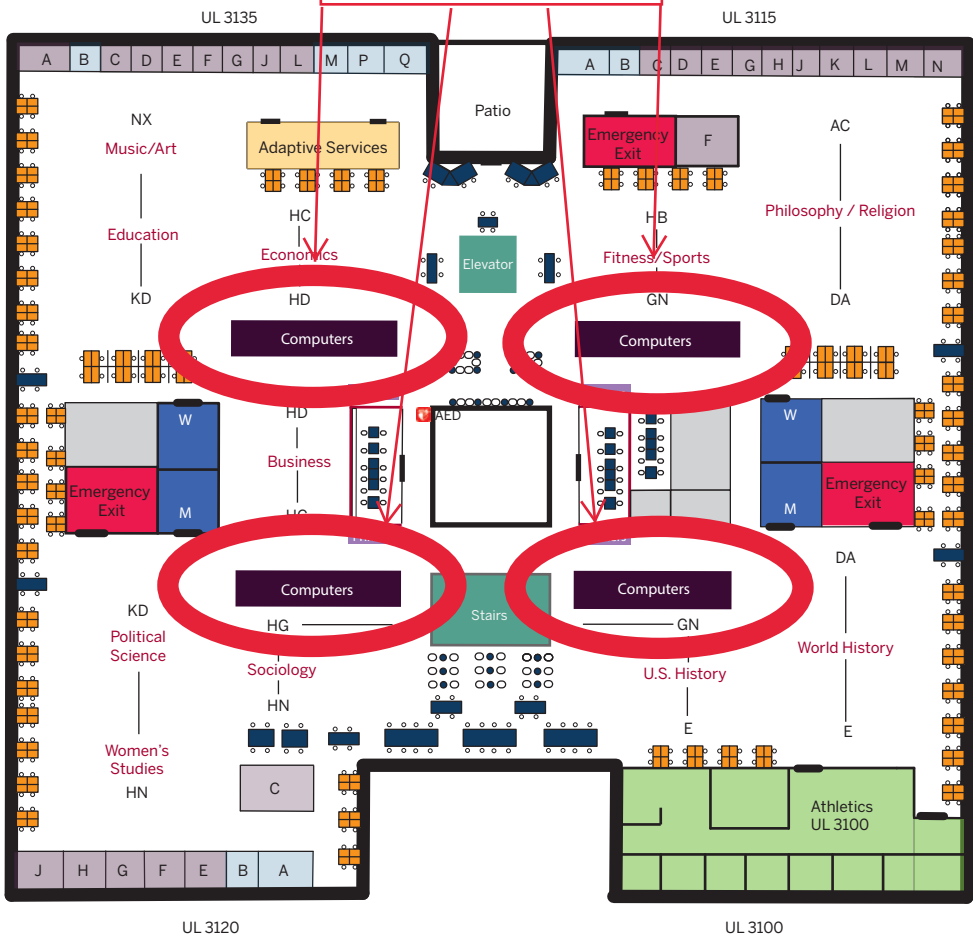 UL 3135
UL 3115
A B C D E F G J L M P Q
A B C D E G H J K L M N
Patio
NX
Music/Art
Adaptive Services
Emergency
Exit
F
AC
Education
HC
Economics
HB
Fitness/Sports
Philosophy / Religion
Elevator
KD
HD
GN
DA
Computers
Computers
HD
AED
W
W
Business
Emergency
Exit
M
HG
Emergency
Exit
M
DA
Computers
Computers
Stairs
KD
Political
Science
HG
GN
Sociology
U.S. History
World History
HN
E
E
Women's
Studies
HN
C
Athletics
UL 3100
J H G F E B A
UL 3120
UL 3100